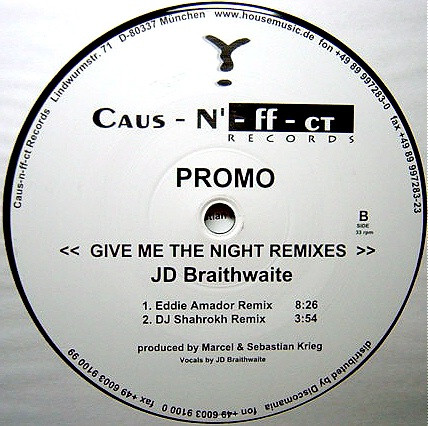 Caus-n-ff-ct Records Lindwurmstr. 71 D-80337 München www.housemusic.de fon +49 89 997283-0 fax +49 89 997283-23
CAUS - N' - ff - CT
RECORDS
PROMO
B
SIDE
33 rpm
<< GIVE ME THE NIGHT REMIXES >>
JD Braithwaite
1. Eddie Amador Remix 8:26
2. DJ Shahrokh Remix 3:54
produced by Marcel & Sebastian Krieg
Vocals by JD Braithwaite
distributed by Discomania fon +49 6003 9100 0 fax +49 6003 9100 99